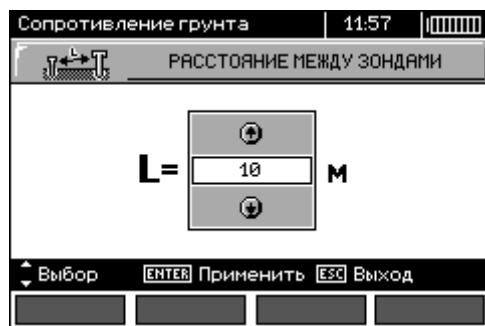 Сопротивление грунта 11:57
L
РАССТОЯНИЕ МЕЖДУ ЗОНДАМИ
L= 10 м
Выбор ENTER Применить ESC Выход